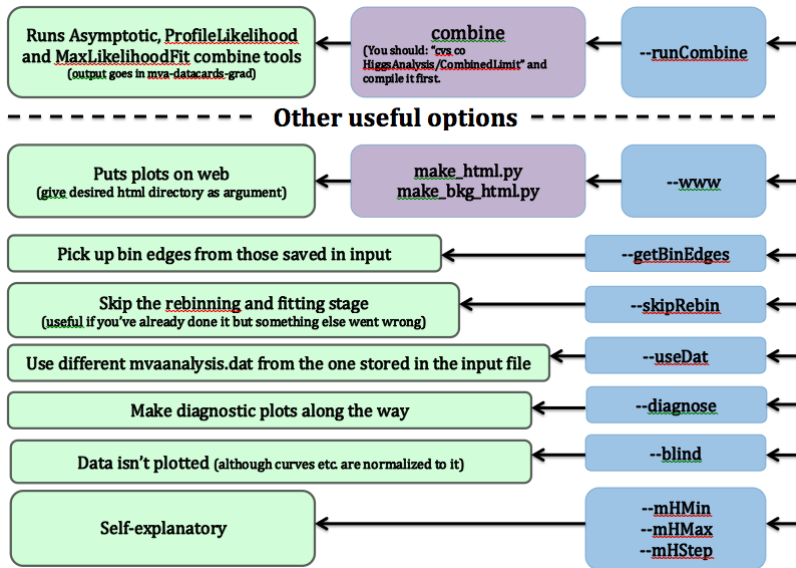 Runs Asymptotic, ProfileLikelihood
and MaxLikelihoodFit combine tools
(output goes in mva-datacards-grad)
combine
(You should: “cvs co
HiggsAnalysis/CombinedLimit” and
compile it first.
--runCombine
Other useful options
Puts plots on web
(give desired html directory as argument)
make_html.py
make_bkg_html.py
--www
Pick up bin edges from those saved in input
--getBinEdges
Skip the rebinning and fitting stage
(useful if you’ve already done it but something else went wrong)
--skipRebin
Use different mvaanalysis.dat from the one stored in the input file
--useDat
Make diagnostic plots along the way
--diagnose
Data isn’t plotted (although curves etc. are normalized to it)
--blind
Self-explanatory
--mHMin
--mHMax
--mHStep